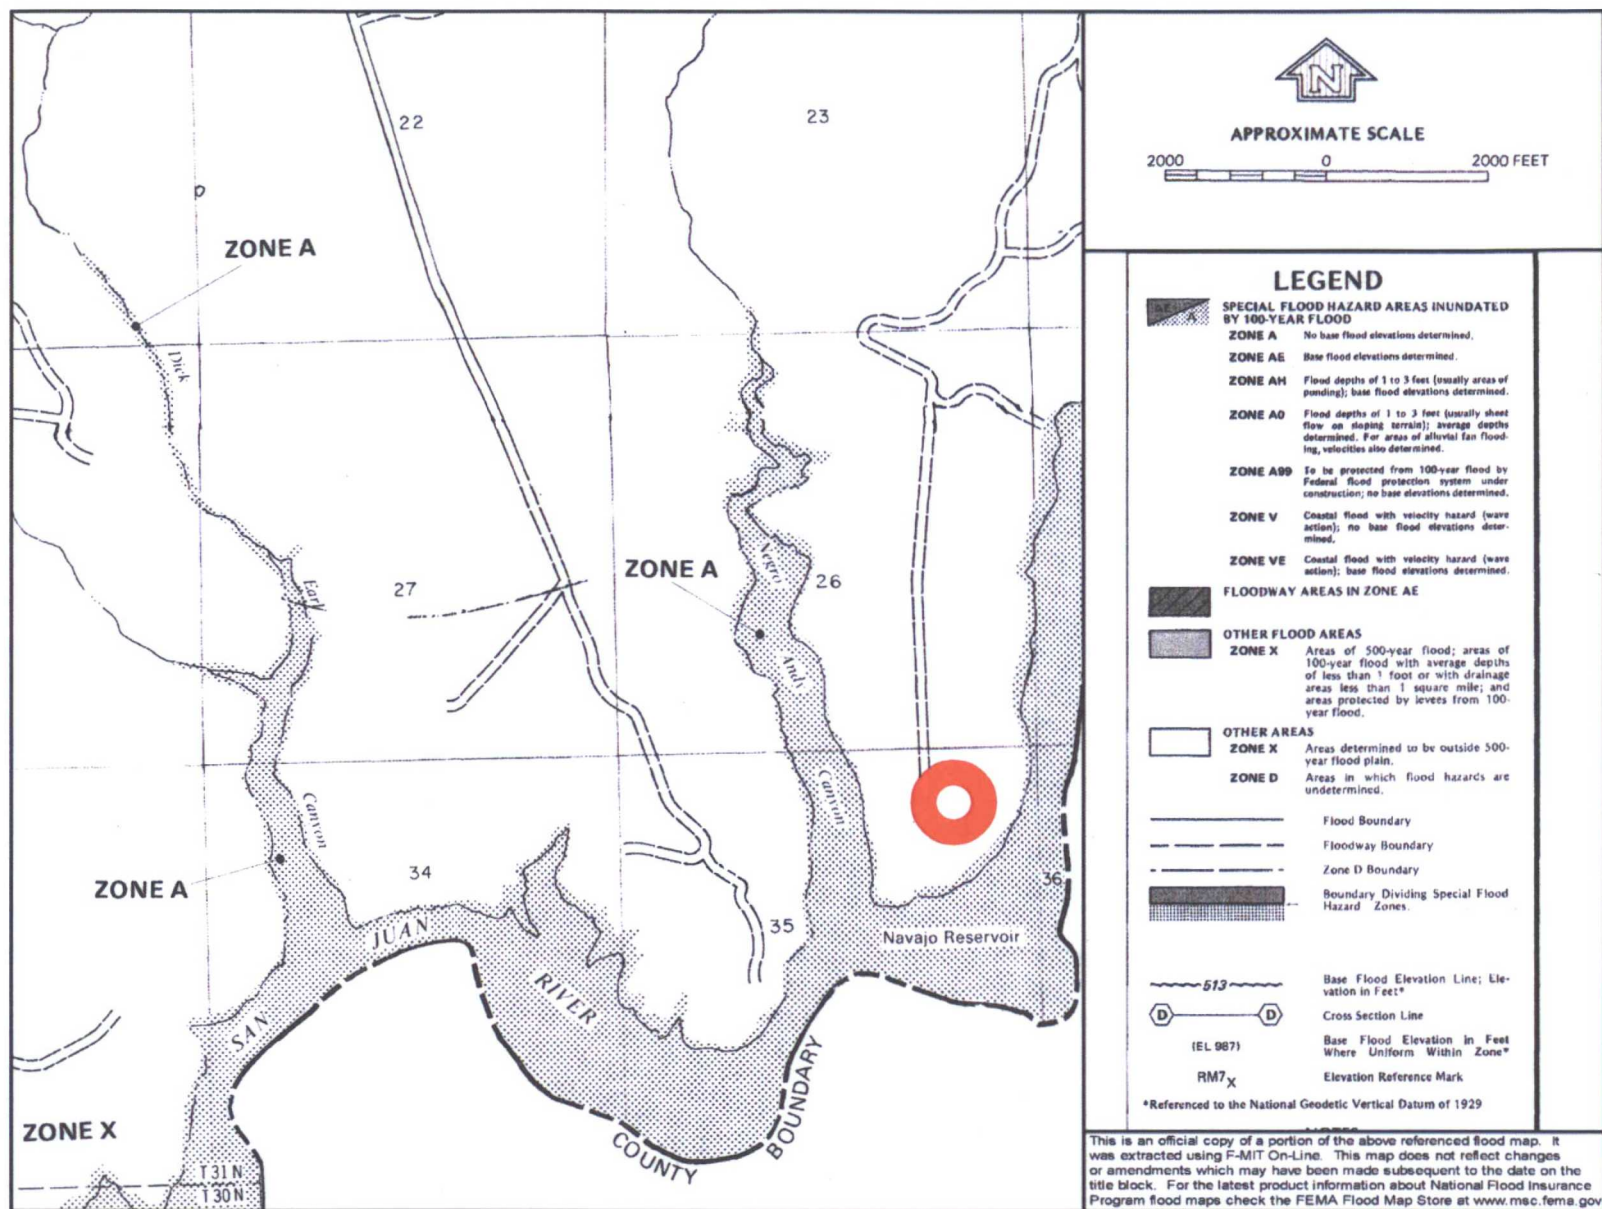 22
23
ZONE A
Dick
Early
27
ZONE A
Negro
26
Andy
Canyon
Canyon
ZONE A
34
35
36
Navajo Reservoir
SAN
JUAN
RIVER
COUNTY
BOUNDARY
ZONE X
T31N
T30N
N
APPROXIMATE SCALE
2000 0 2000 FEET
LEGEND
A
SPECIAL FLOOD HAZARD AREAS INUNDATED
BY 100-YEAR FLOOD
ZONE A No base flood elevations determined.
ZONE AE Base flood elevations determined.
ZONE AH Flood depths of 1 to 3 feet (usually areas of
ponding); base flood elevations determined.
ZONE A0 Flood depths of 1 to 3 feet (usually sheet
flow on sloping terrain); average depths
determined. For areas of alluvial fan flood-
ing, velocities also determined.
ZONE A99 To be protected from 100-year flood by
Federal flood protection system under
construction; no base elevations determined.
ZONE V Coastal flood with velocity hazard (wave
action); no base flood elevations deter-
mined.
ZONE VE Coastal flood with velocity hazard (wave
action); base flood elevations determined.
FLOODWAY AREAS IN ZONE AE
OTHER FLOOD AREAS
ZONE X Areas of 500-year flood; areas of
100-year flood with average depths
of less than 1 foot or with drainage
areas less than 1 square mile; and
areas protected by levees from 100-
year flood.
OTHER AREAS
ZONE X Areas determined to be outside 500-
year flood plain.
ZONE D Areas in which flood hazards are
undetermined.
Flood Boundary
Floodway Boundary
Zone D Boundary
Boundary Dividing Special Flood
Hazard Zones.
513 Base Flood Elevation Line; Ele-
vation in Feet*
D D Cross Section Line
(EL 987) Base Flood Elevation in Feet
Where Uniform Within Zone*
RM7X Elevation Reference Mark
*Referenced to the National Geodetic Vertical Datum of 1929
This is an official copy of a portion of the above referenced flood map. It
was extracted using F-MIT On-Line. This map does not reflect changes
or amendments which may have been made subsequent to the date on the
title block. For the latest product information about National Flood Insurance
Program flood maps check the FEMA Flood Map Store at www.msc.fema.gov